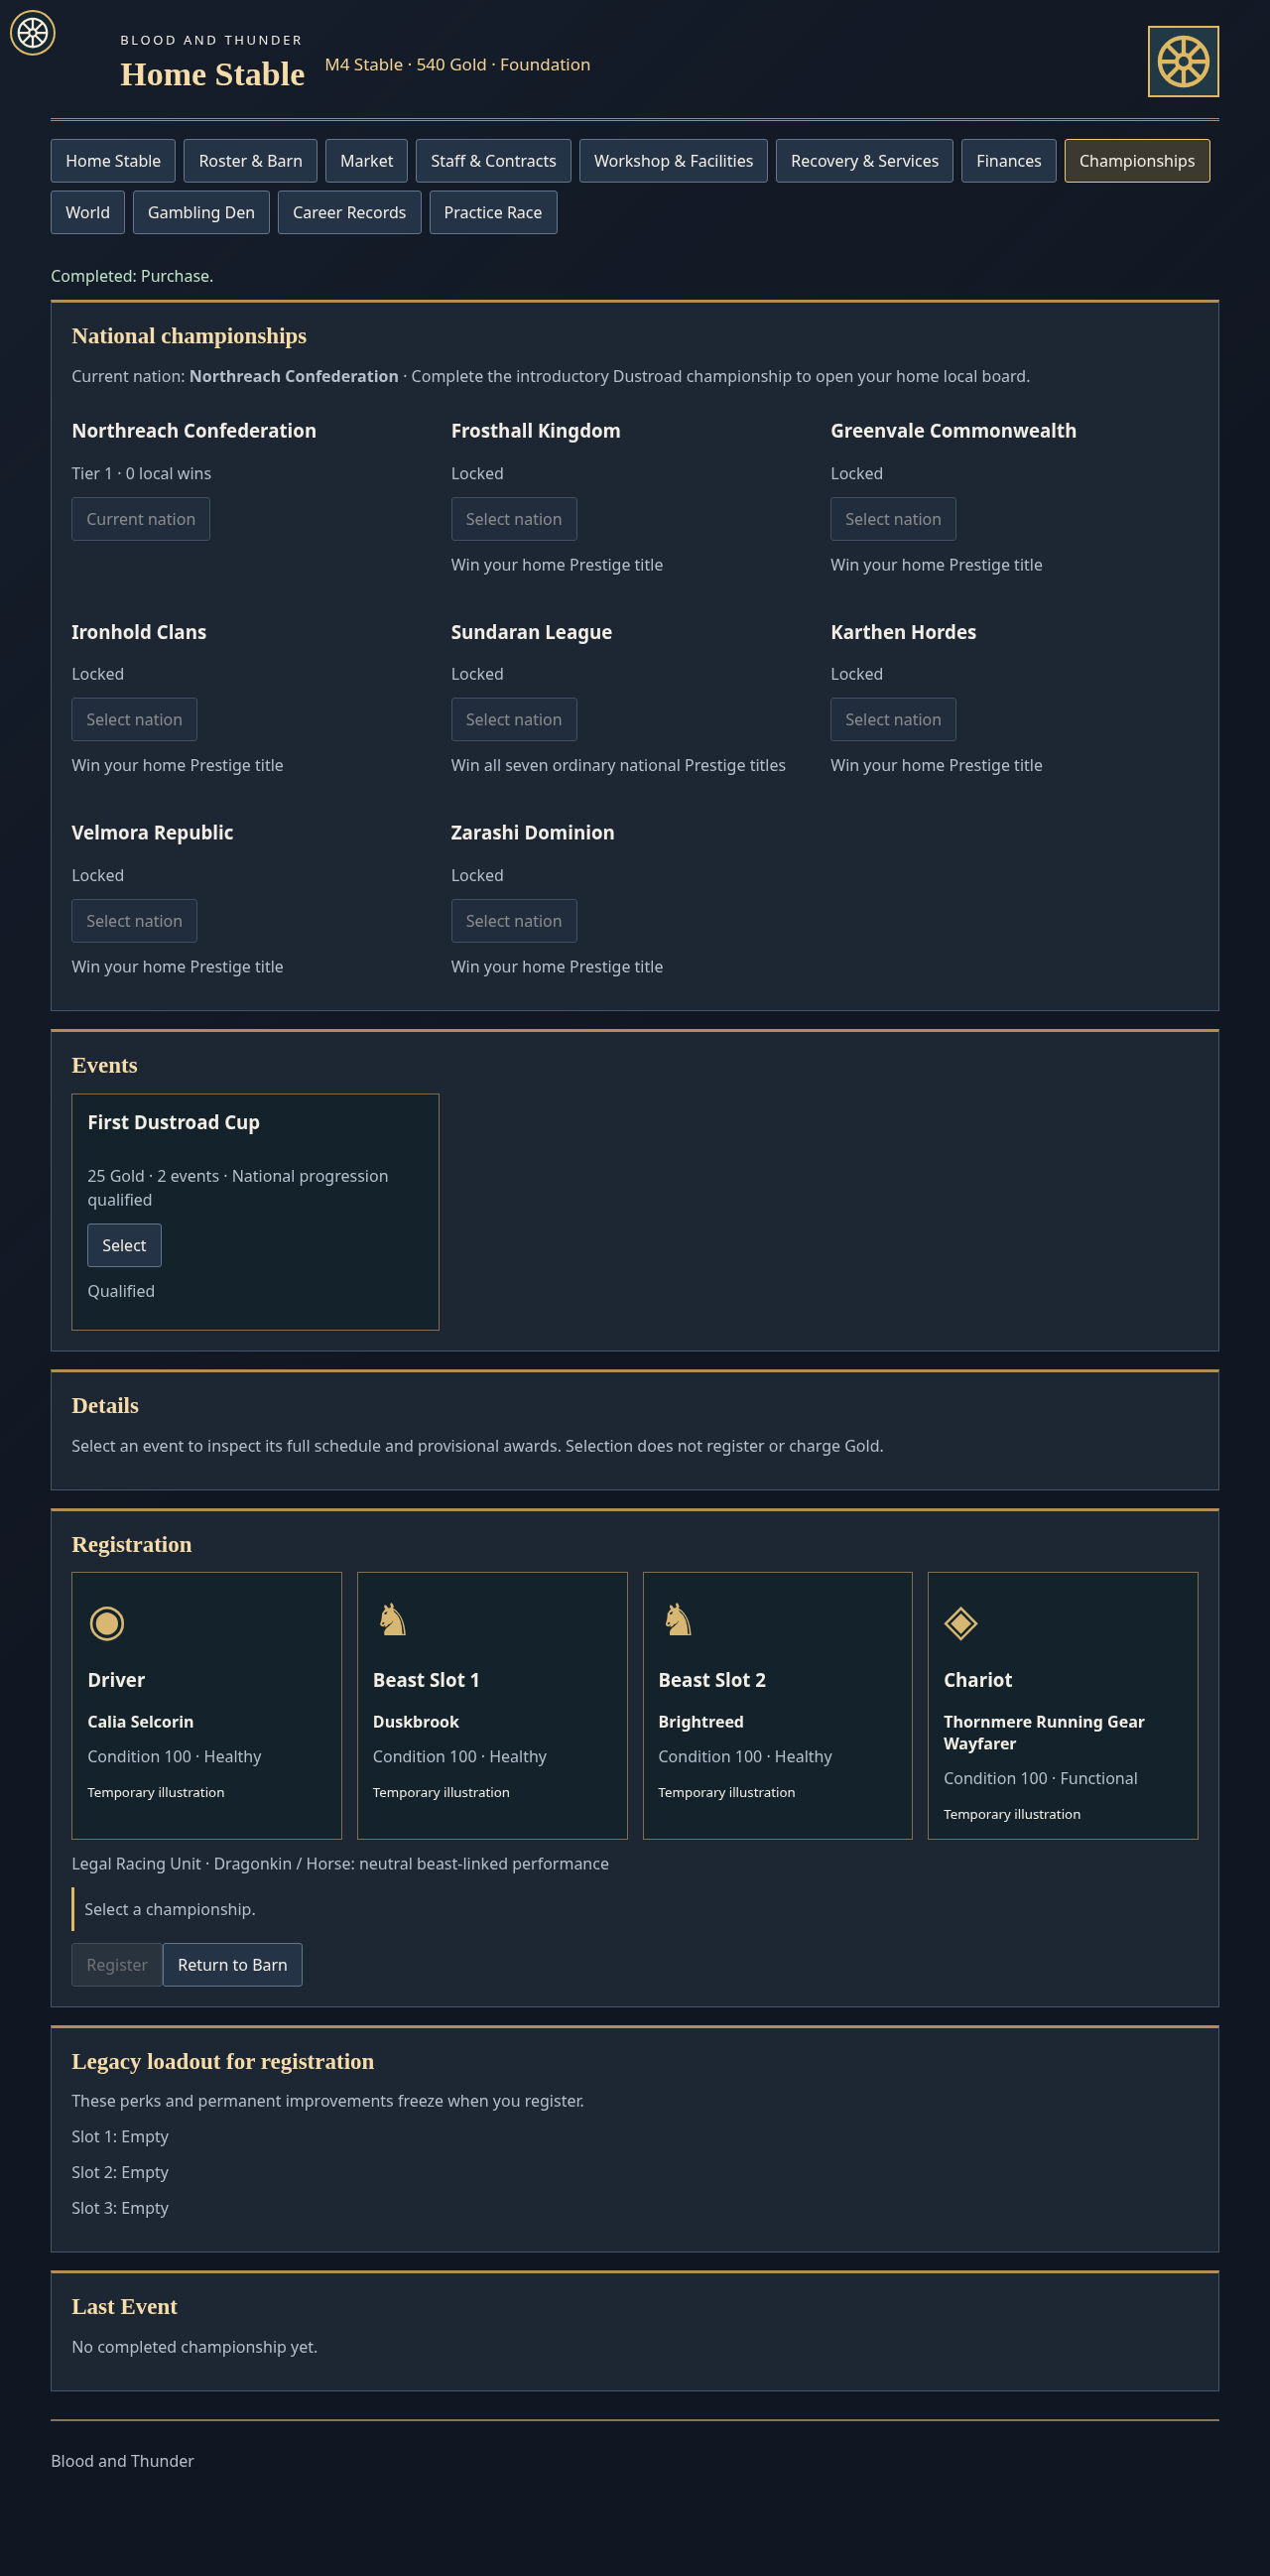 BLOOD AND THUNDER
Home Stable
M4 Stable · 540 Gold · Foundation
Home Stable
Roster & Barn
Market
Staff & Contracts
Workshop & Facilities
Recovery & Services
Finances
Championships
World
Gambling Den
Career Records
Practice Race
Completed: Purchase.
National championships
Current nation: Northreach Confederation · Complete the introductory Dustroad championship to open your home local board.
Northreach Confederation
Tier 1 · 0 local wins
Current nation
Frosthall Kingdom
Locked
Select nation
Win your home Prestige title
Greenvale Commonwealth
Locked
Select nation
Win your home Prestige title
Ironhold Clans
Locked
Select nation
Win your home Prestige title
Sundaran League
Locked
Select nation
Win all seven ordinary national Prestige titles
Karthen Hordes
Locked
Select nation
Win your home Prestige title
Velmora Republic
Locked
Select nation
Win your home Prestige title
Zarashi Dominion
Locked
Select nation
Win your home Prestige title
Events
First Dustroad Cup
25 Gold · 2 events · National progression
qualified
Select
Qualified
Details
Select an event to inspect its full schedule and provisional awards. Selection does not register or charge Gold.
Registration
Driver
Calia Selcorin
Condition 100 · Healthy
Temporary illustration
Beast Slot 1
Duskbrook
Condition 100 · Healthy
Temporary illustration
Beast Slot 2
Brightreed
Condition 100 · Healthy
Temporary illustration
Chariot
Thornmere Running Gear
Wayfarer
Condition 100 · Functional
Temporary illustration
Legal Racing Unit · Dragonkin / Horse: neutral beast-linked performance
Select a championship.
Register
Return to Barn
Legacy loadout for registration
These perks and permanent improvements freeze when you register.
Slot 1: Empty
Slot 2: Empty
Slot 3: Empty
Last Event
No completed championship yet.
Blood and Thunder